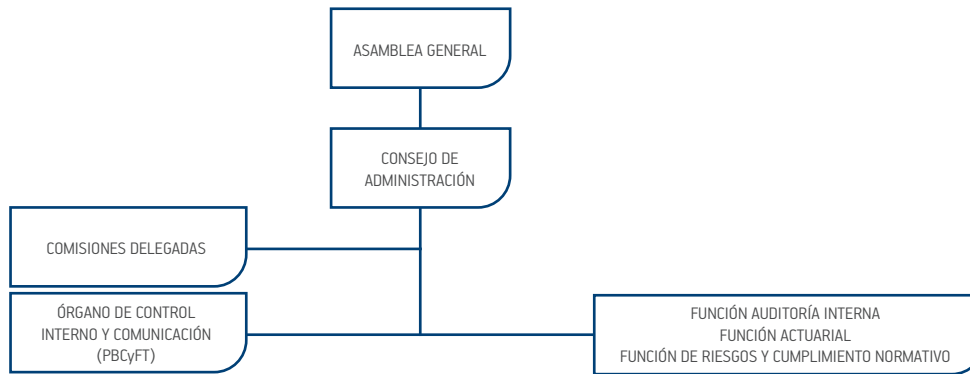 ASAMBLEA GENERAL
CONSEJO DE
ADMINISTRACIÓN
COMISIONES DELEGADAS
ÓRGANO DE CONTROL
INTERNO Y COMUNICACIÓN
(PBCyFT)
FUNCIÓN AUDITORÍA INTERNA
FUNCIÓN ACTUARIAL
FUNCIÓN DE RIESGOS Y CUMPLIMIENTO NORMATIVO